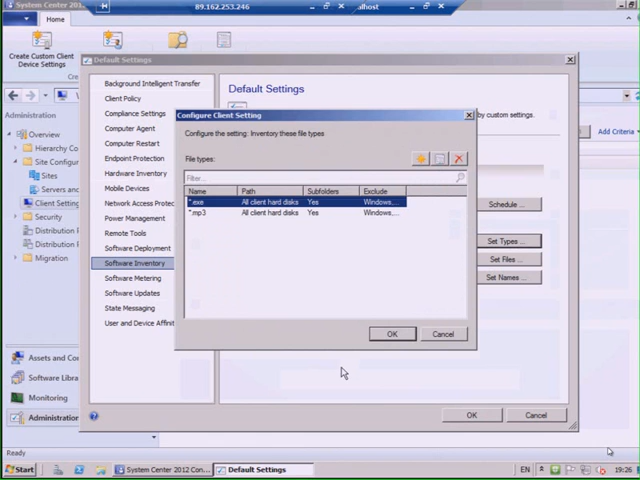 System Center 201
89.162.253.246
alhost
Home
Create Custom Client
Device Settings
Default Settings
Administration
Overview
Hierarchy Co
Site Configur
Sites
Servers and
Client Setting
Security
Distribution
Distribution
Migration
Background Intelligent Transfer
Client Policy
Compliance Settings
Computer Agent
Computer Restart
Endpoint Protection
Hardware Inventory
Mobile Devices
Network Access Protec
Power Management
Remote Tools
Software Deployment
Software Inventory
Software Metering
Software Updates
State Messaging
User and Device Affinit
Default Settings
by custom settings.
Add Criteria
Schedule ...
Set Types ...
Set Files ...
Set Names ...
Configure Client Setting
Configure the setting: Inventory these file types
File types:
Filter...
Name Path Subfolders Exclude
*.exe All client hard disks Yes Windows,...
*.mp3 All client hard disks Yes Windows,...
OK Cancel
OK Cancel
Assets and Co
Software Libra
Monitoring
Administration
Ready
Start
System Center 2012 Con...
Default Settings
EN
19:26